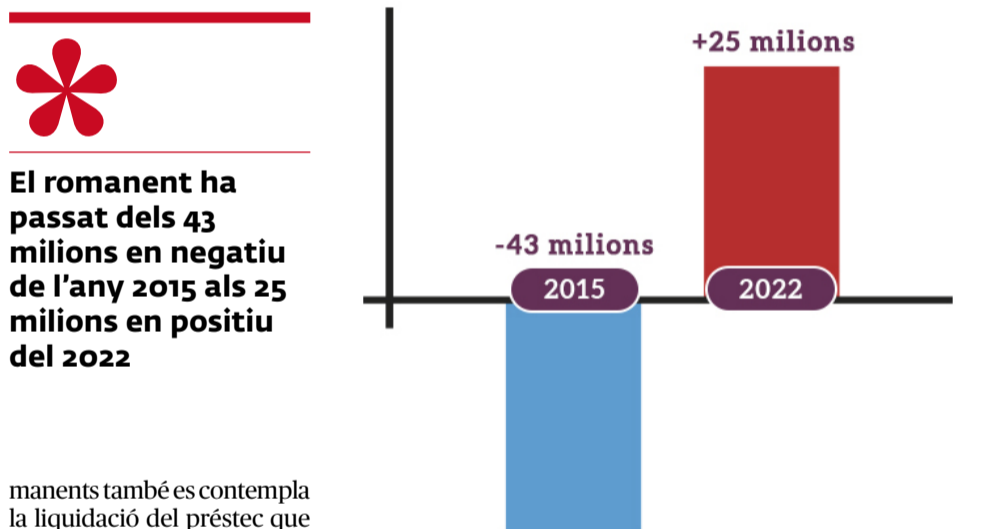 El romanent ha
passat dels 43
milions en negatiu
de l'any 2015 als 25
milions en positiu
del 2022
manents també es contempla
la liquidació del préstec que
+25 milions
-43 milions
2015
2022